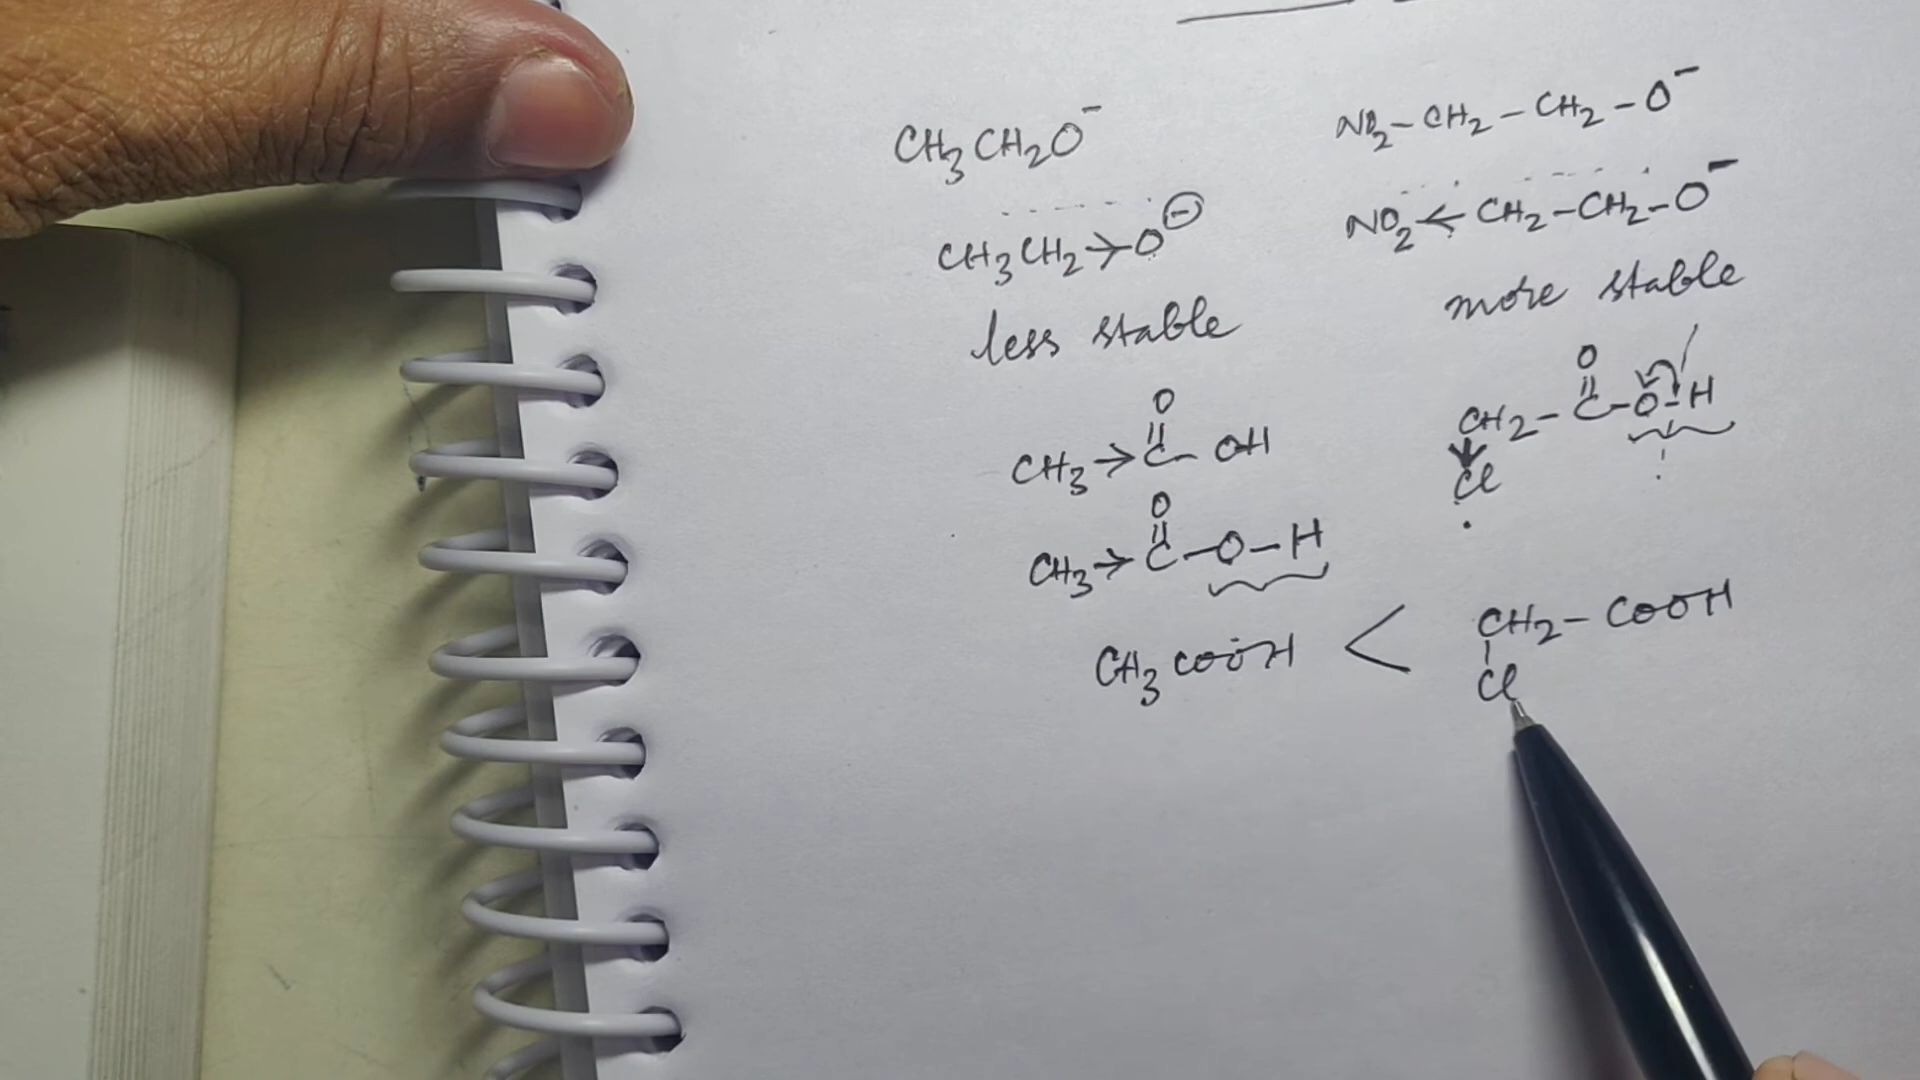 CH3CH2O⁻
NO2-CH2-CH2-O⁻
CH3CH2→O⊖
NO2←CH2-CH2-O⁻
less stable
more stable
O
CH3→C-OH
O
CH2-C-O-H
Cl
O
CH3→C-O-H
CH3COOH < CH2-COOH
Cl